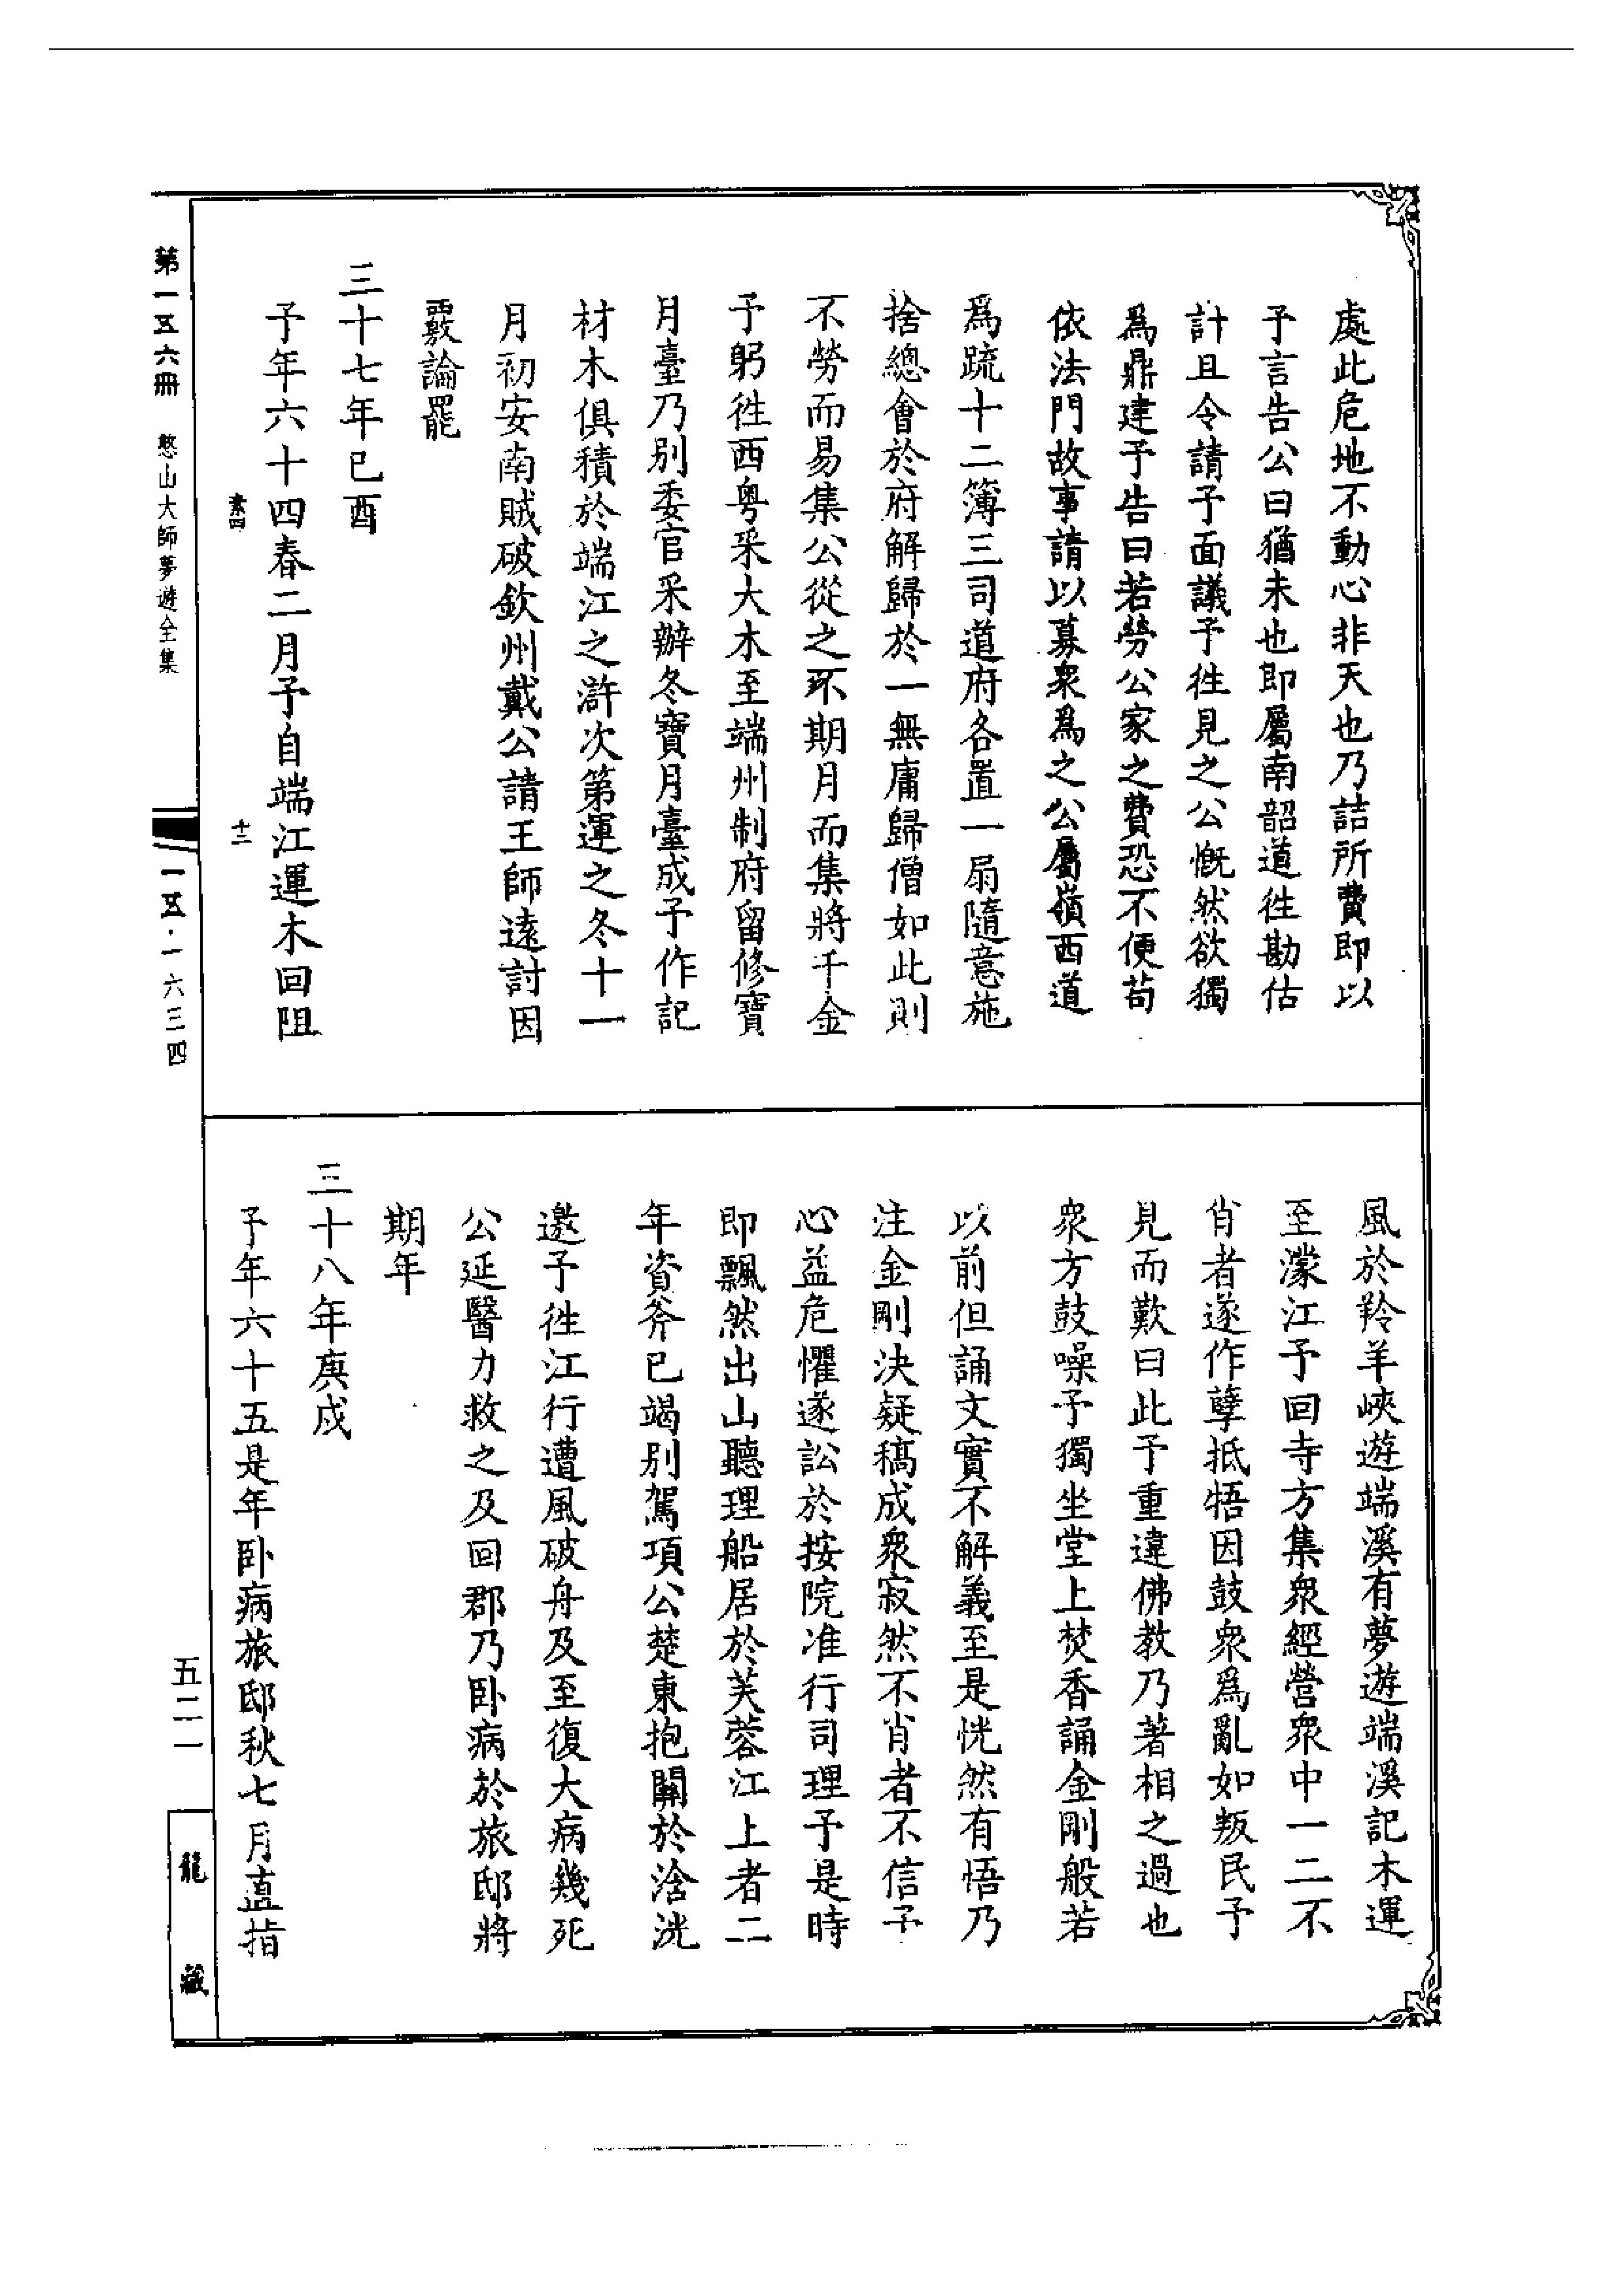 處此危地不動心非天也乃詰所費即以
予言告公曰猶未也即屬南韶道徃勘估
計且令請予面議予徃見之公慨然欲獨
爲鼎建予告曰若勞公家之費恐不便苟
依法門故事請以募衆爲之公屬嶺西道
爲䟽十二簿三司道府各置一扇隨意施
捨總會於府解歸於一無庸歸僧如此則
不勞而易集公從之不期月而集將千金
予躬徃西粤采大木至端州制府留修寶
月臺乃別委官采辦冬寶月臺成予作記
材木俱積於端江之滸次第運之冬十一
月初安南賊破欽州戴公請王師遠討因
覈論罷
三十七年巳酉
予年六十四春二月予自端江運木回阻
素四
十三
風於羚羊峽遊端溪有夢遊端溪記木運
至濛江予回寺方集衆經營衆中一二不
肖者遂作孽抵牾因鼓衆爲亂如叛民予
見而歎曰此予重違佛教乃著相之過也
衆方鼓噪予獨坐堂上焚香誦金剛般若
以前但誦文實不解義至是恍然有悟乃
注金剛決疑稿成衆寂然不肖者不信予
心益危懼遂訟於按院准行司理予是時
即飄然出山聽理船居於芙蓉江上者二
年資斧已竭別駕項公楚東抱關於浛洸
邀予徃江行遭風破舟及至復大病幾死
公延醫力救之及回郡乃臥病於旅邸將
期年
三十八年庚戌
予年六十五是年臥病旅邸秋七月直指
第一五六冊 憨山大師夢遊全集
一五·一六三四
五二一
龍藏